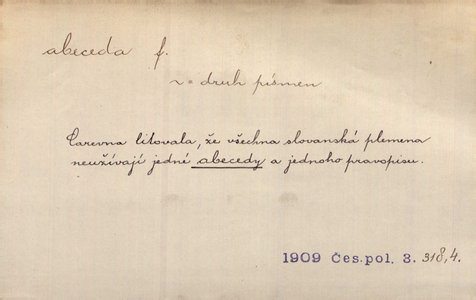 abeceda f.
~ = druh písmen
Carevna litovala, že všechna slovanská plemena
neužívají jedné abecedy a jednoho pravopisu.
1909 Čes. pol. 3. 318, 4.